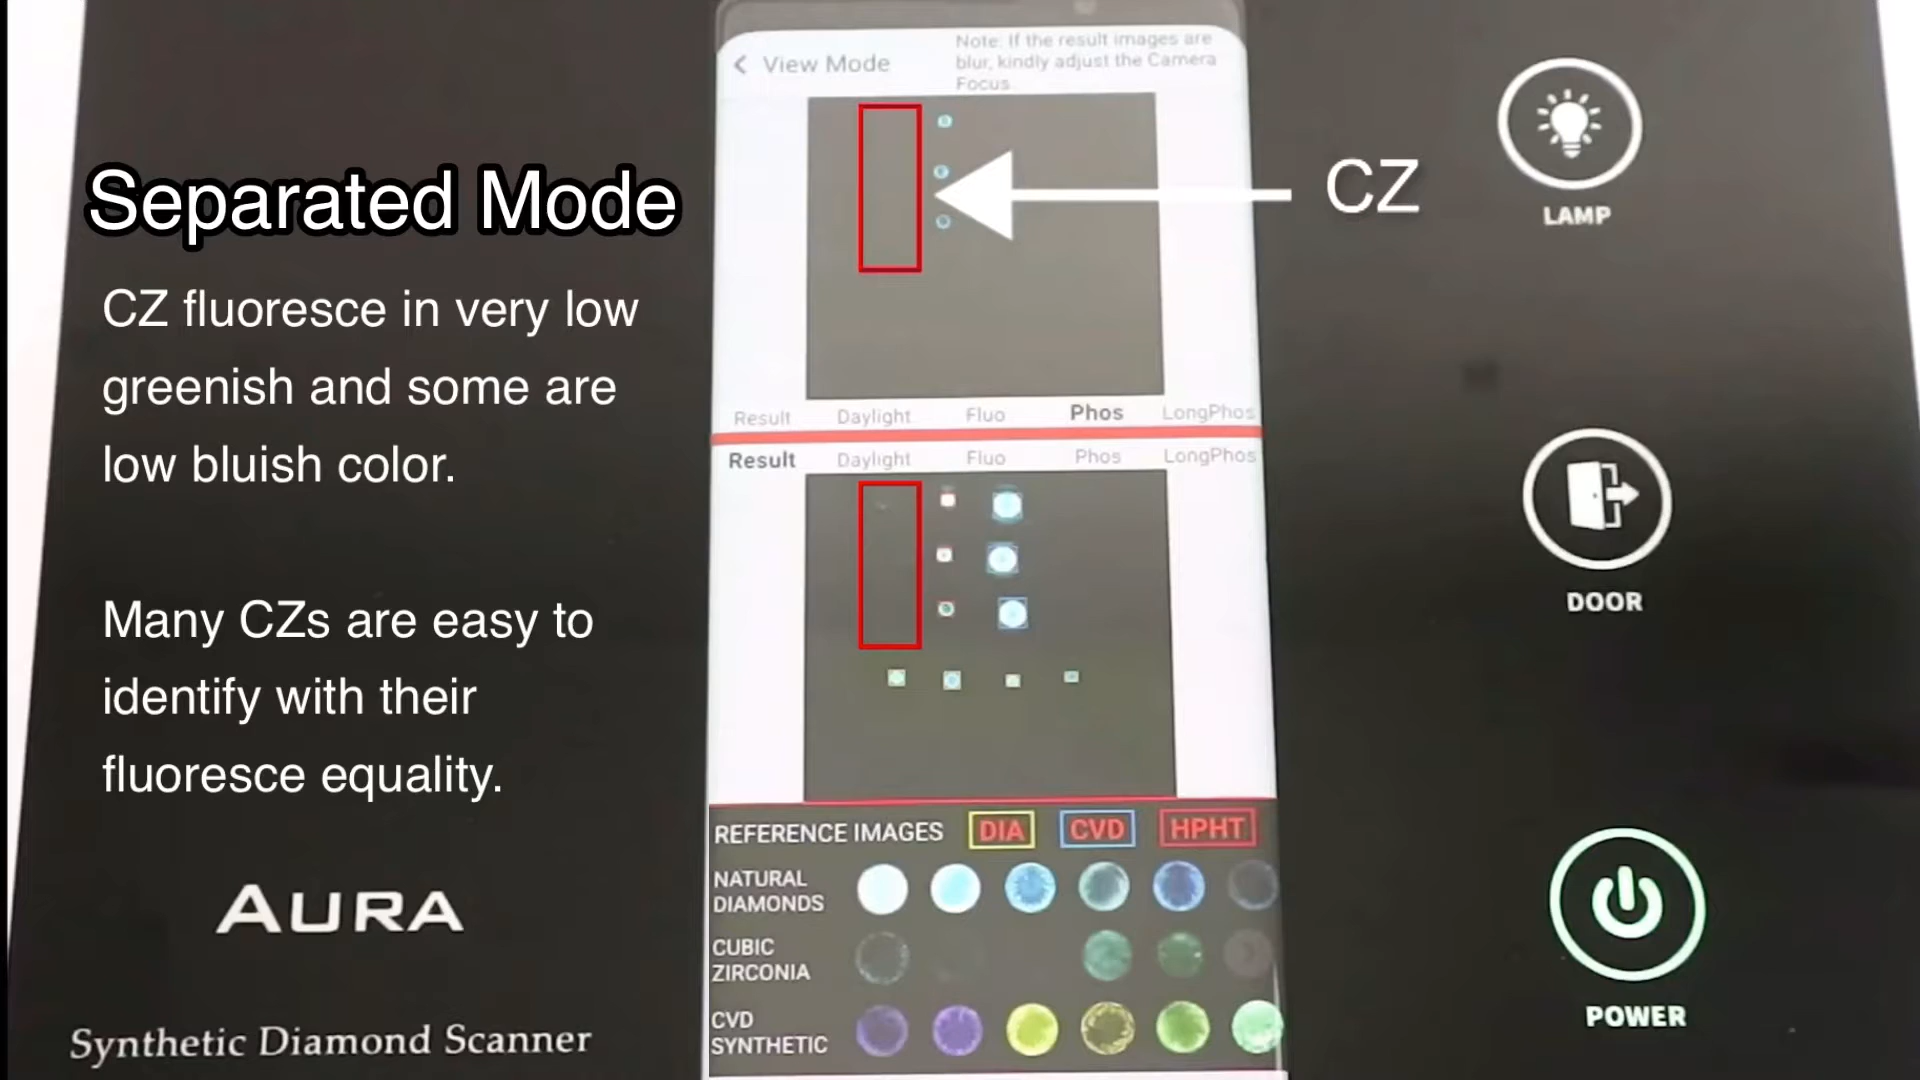 Note: If the result images are
blur, kindly adjust the Camera
Focus
View Mode
Separated Mode
CZ
LAMP
CZ fluoresce in very low
greenish and some are
low bluish color.
Result Daylight Fluo Phos LongPhos
Result Daylight Fluo Phos LongPhos
DOOR
Many CZs are easy to
identify with their
fluoresce equality.
REFERENCE IMAGES DIA CVD HPHT
NATURAL
DIAMONDS
CUBIC
ZIRCONIA
CVD
SYNTHETIC
AURA
Synthetic Diamond Scanner
POWER